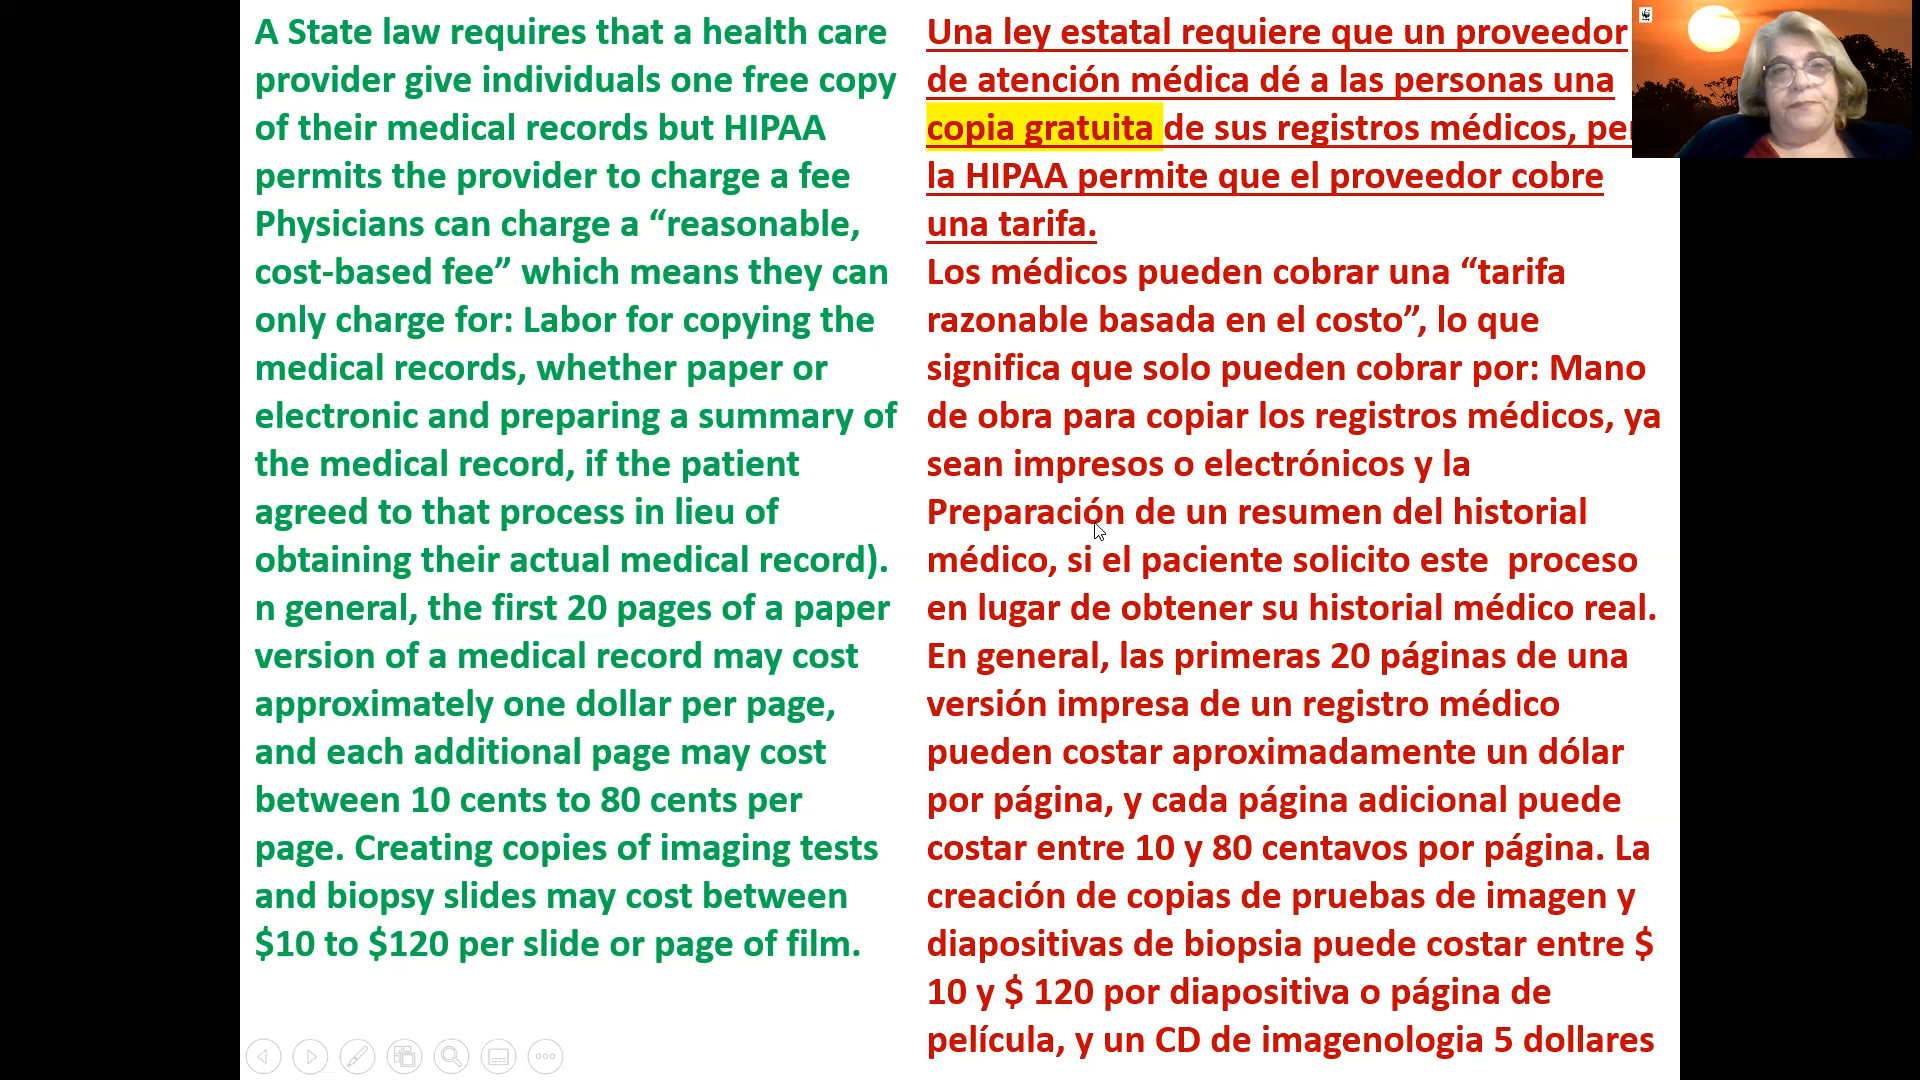 A State law requires that a health care
provider give individuals one free copy
of their medical records but HIPAA
permits the provider to charge a fee
Physicians can charge a “reasonable,
cost-based fee” which means they can
only charge for: Labor for copying the
medical records, whether paper or
electronic and preparing a summary of
the medical record, if the patient
agreed to that process in lieu of
obtaining their actual medical record).
n general, the first 20 pages of a paper
version of a medical record may cost
approximately one dollar per page,
and each additional page may cost
between 10 cents to 80 cents per
page. Creating copies of imaging tests
and biopsy slides may cost between
$10 to $120 per slide or page of film.
Una ley estatal requiere que un proveedor
de atención médica dé a las personas una
copia gratuita de sus registros médicos,
la HIPAA permite que el proveedor cobre
una tarifa.
Los médicos pueden cobrar una “tarifa
razonable basada en el costo”, lo que
significa que solo pueden cobrar por: Mano
de obra para copiar los registros médicos, ya
sean impresos o electrónicos y la
Preparación de un resumen del historial
médico, si el paciente solicito este  proceso
en lugar de obtener su historial médico real.
En general, las primeras 20 páginas de una
versión impresa de un registro médico
pueden costar aproximadamente un dólar
por página, y cada página adicional puede
costar entre 10 y 80 centavos por página. La
creación de copias de pruebas de imagen y
diapositivas de biopsia puede costar entre $
10 y $ 120 por diapositiva o página de
película, y un CD de imagenologia 5 dollares